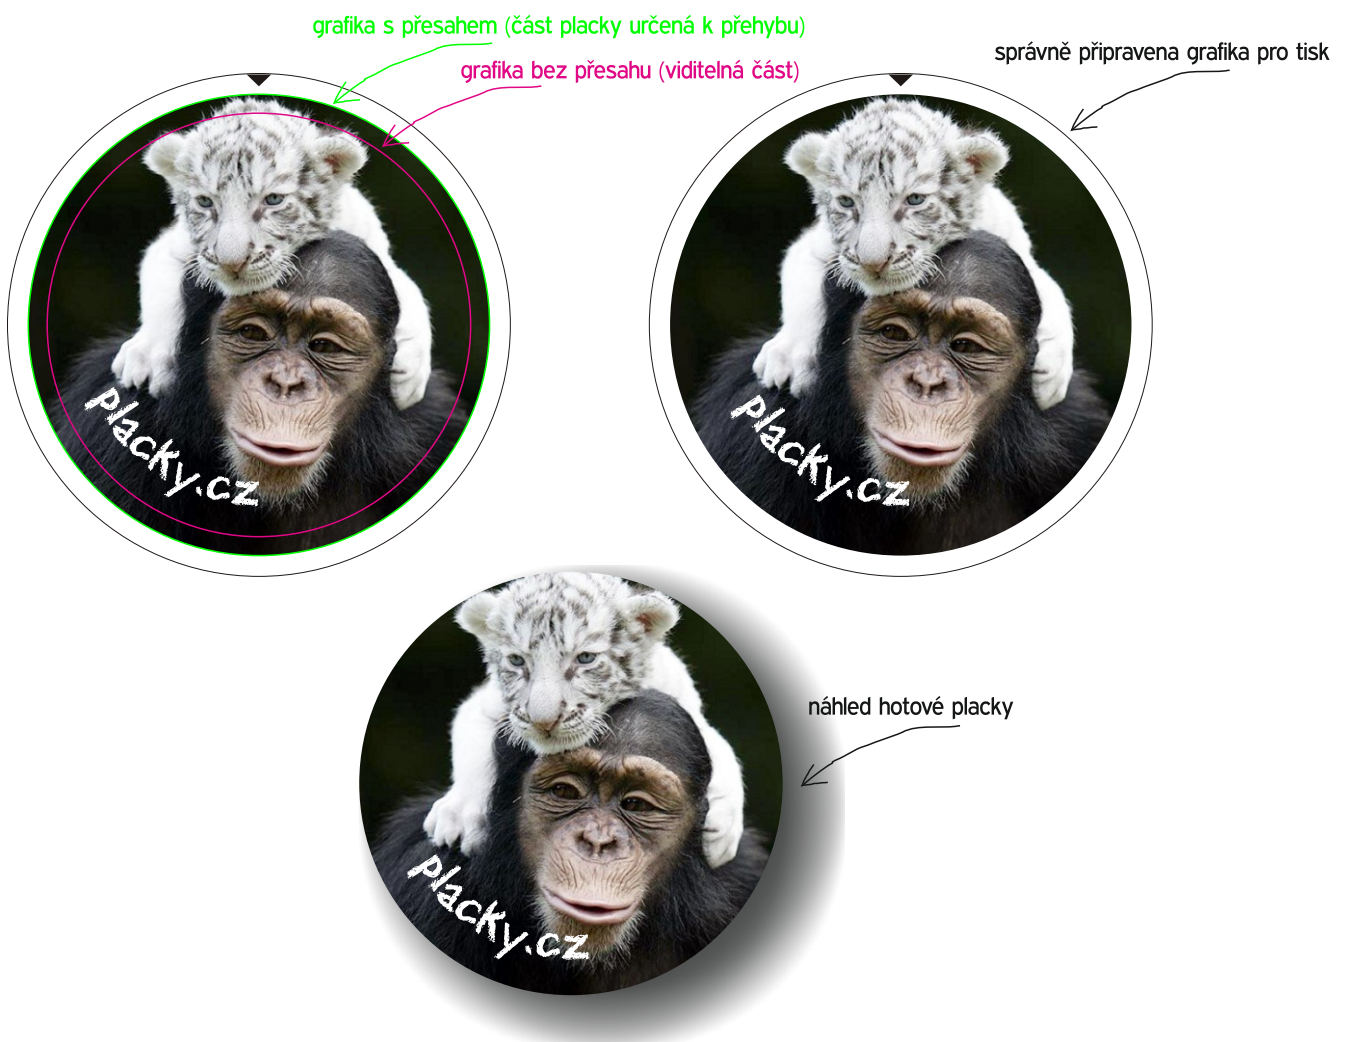 grafika s přesahem (část placky určená k přehybu)
grafika bez přesahu (viditelná část)
správně připravena grafika pro tisk
placky.cz
placky.cz
náhled hotové placky
placky.cz